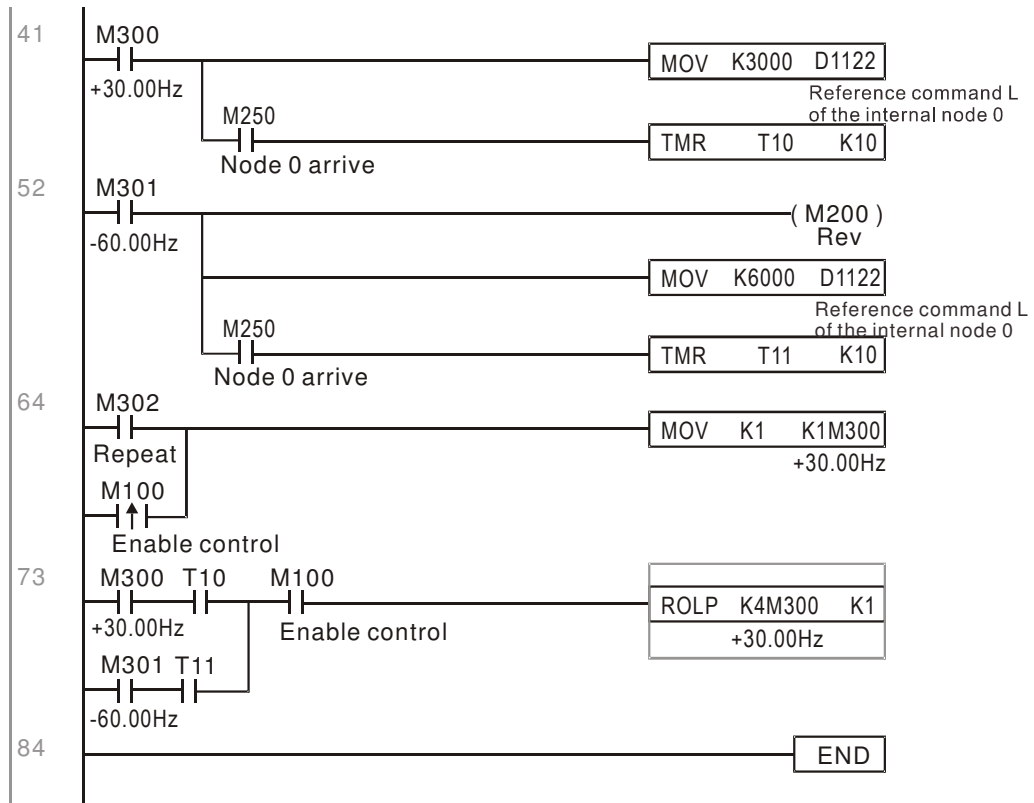 41
M300
MOV K3000 D1122
+30.00Hz
Reference command L
of the internal node 0
M250
TMR T10 K10
Node 0 arrive
52
M301
( M200 )
Rev
-60.00Hz
MOV K6000 D1122
Reference command L
of the internal node 0
M250
TMR T11 K10
Node 0 arrive
64
M302
MOV K1 K1M300
Repeat
+30.00Hz
M100
Enable control
73
M300 T10 M100
ROLP K4M300 K1
+30.00Hz
Enable control
+30.00Hz
M301 T11
-60.00Hz
84
END